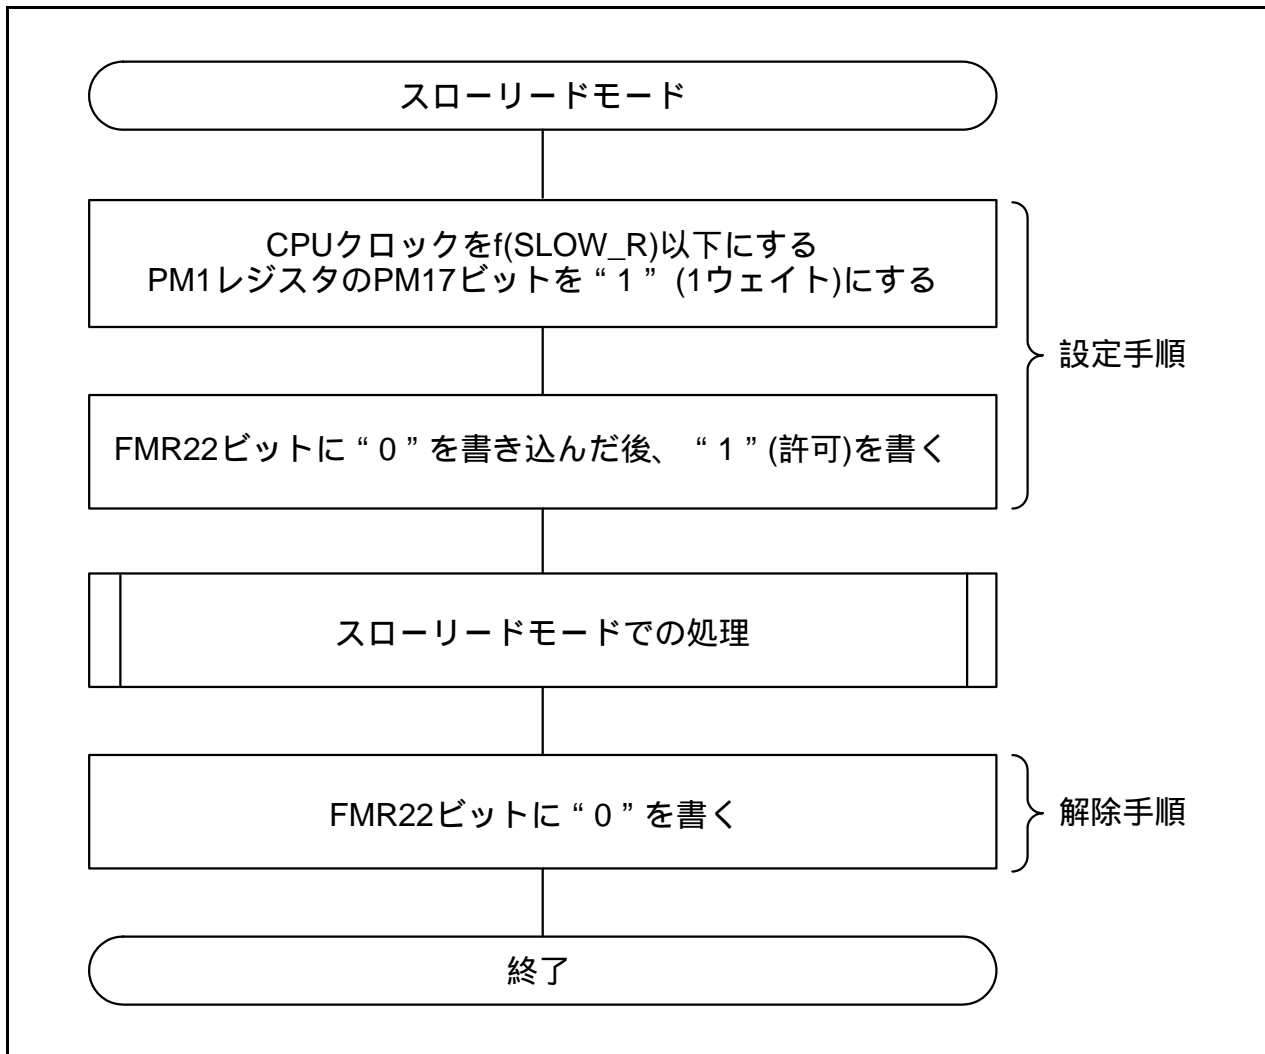 スローリードモード
CPUクロックをf(SLOW_R)以下にする
PM1レジスタのPM17ビットを“1”(1ウェイト)にする
設定手順
FMR22ビットに“0”を書き込んだ後、“1”(許可)を書く
スローリードモードでの処理
FMR22ビットに“0”を書く
解除手順
終了